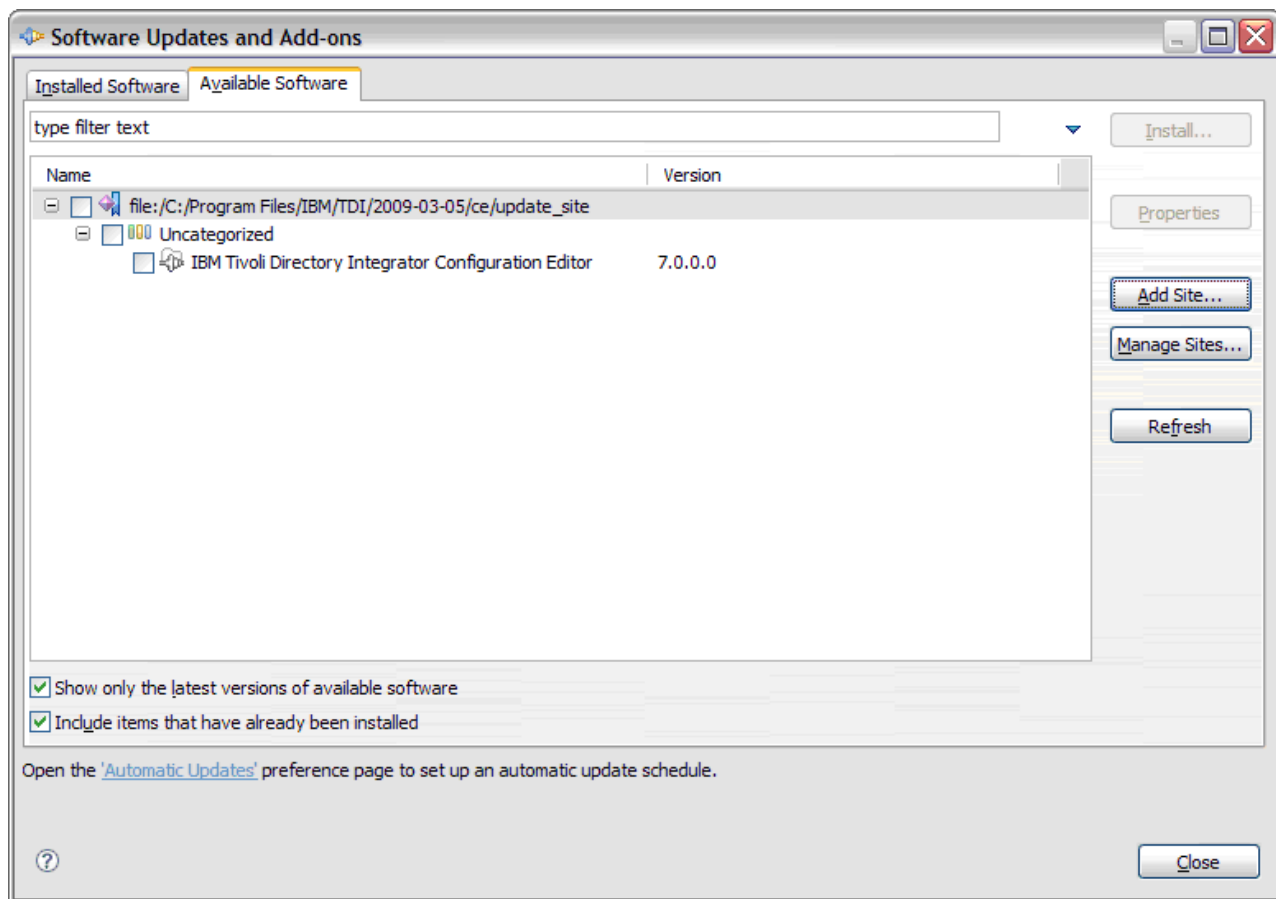 Software Updates and Add-ons
Installed Software
Available Software
type filter text
Install...
Name
Version
file:/C:/Program Files/IBM/TDI/2009-03-05/ce/update_site
Properties
Uncategorized
IBM Tivoli Directory Integrator Configuration Editor
7.0.0.0
Add Site...
Manage Sites...
Refresh
Show only the latest versions of available software
Include items that have already been installed
Open the 'Automatic Updates' preference page to set up an automatic update schedule.
?
Close